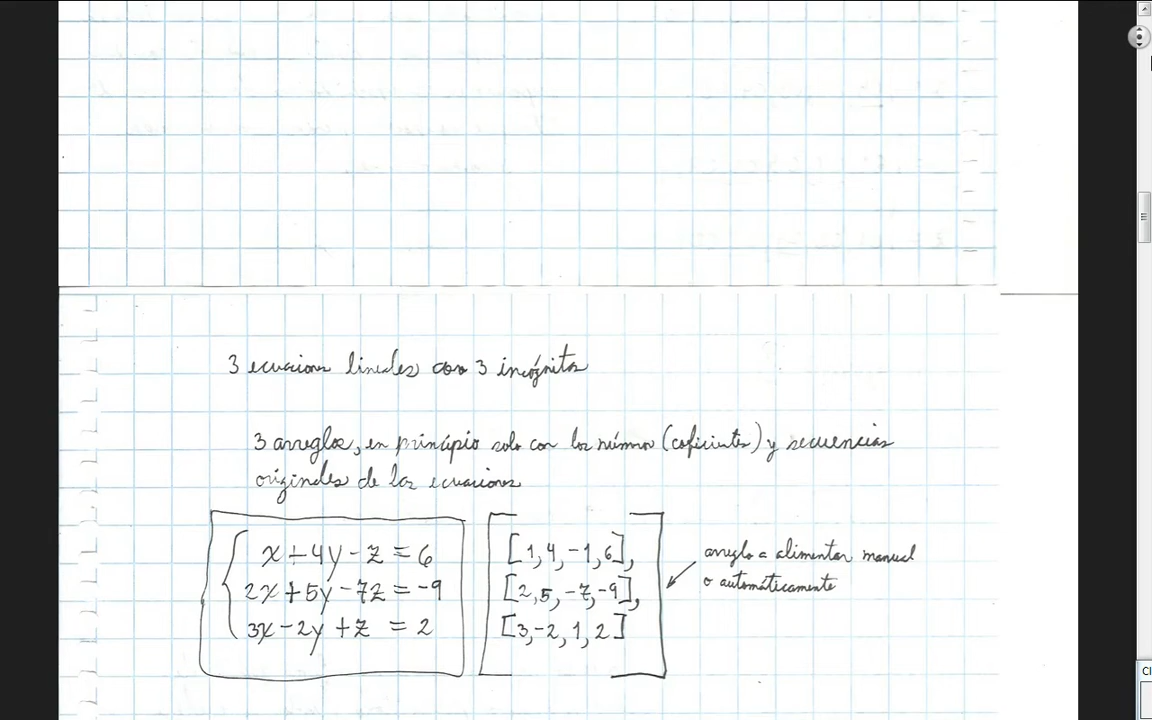 3 ecuaciones lineales con 3 incógnitas
3 arreglos, en princípio solo con los números (coeficientes) y secuencias
originales de las ecuaciones
x+4y-z=6
2x+5y-7z=-9
3x-2y+z=2
[1,4,-1,6],
[2,5,-7,-9],
[3,-2,1,2]
arreglo a alimentar manual
o automáticamente
Cl